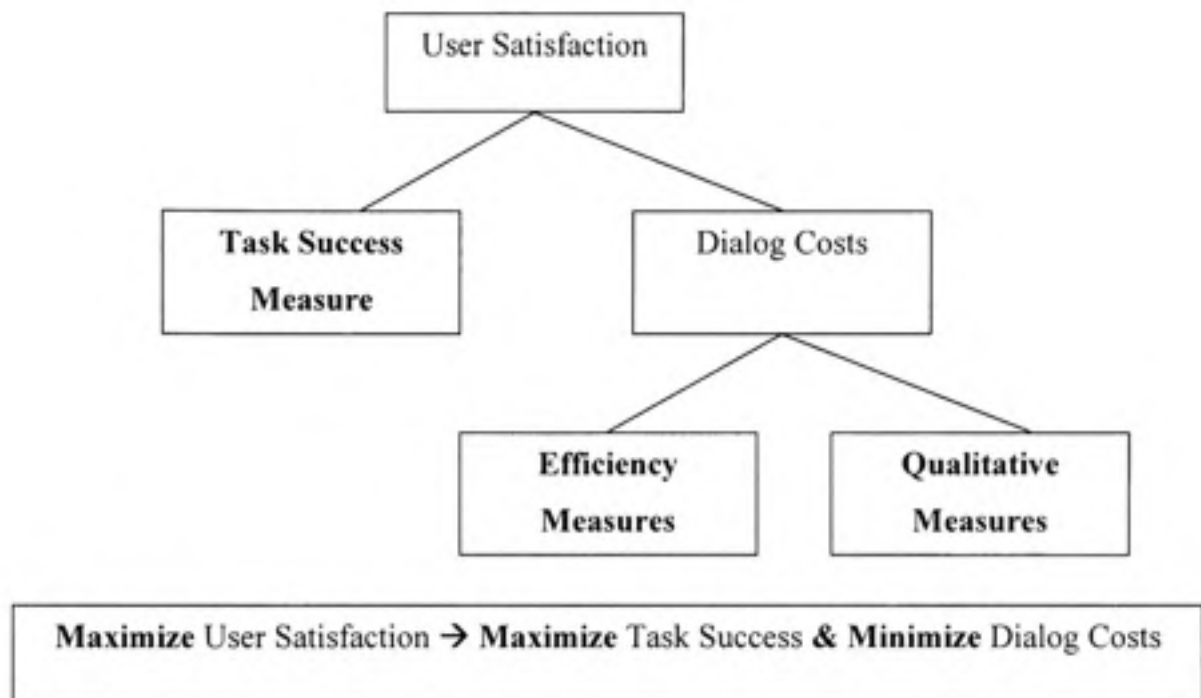 User Satisfaction
Task Success
Measure
Dialog Costs
Efficiency
Measures
Qualitative
Measures
Maximize User Satisfaction → Maximize Task Success & Minimize Dialog Costs